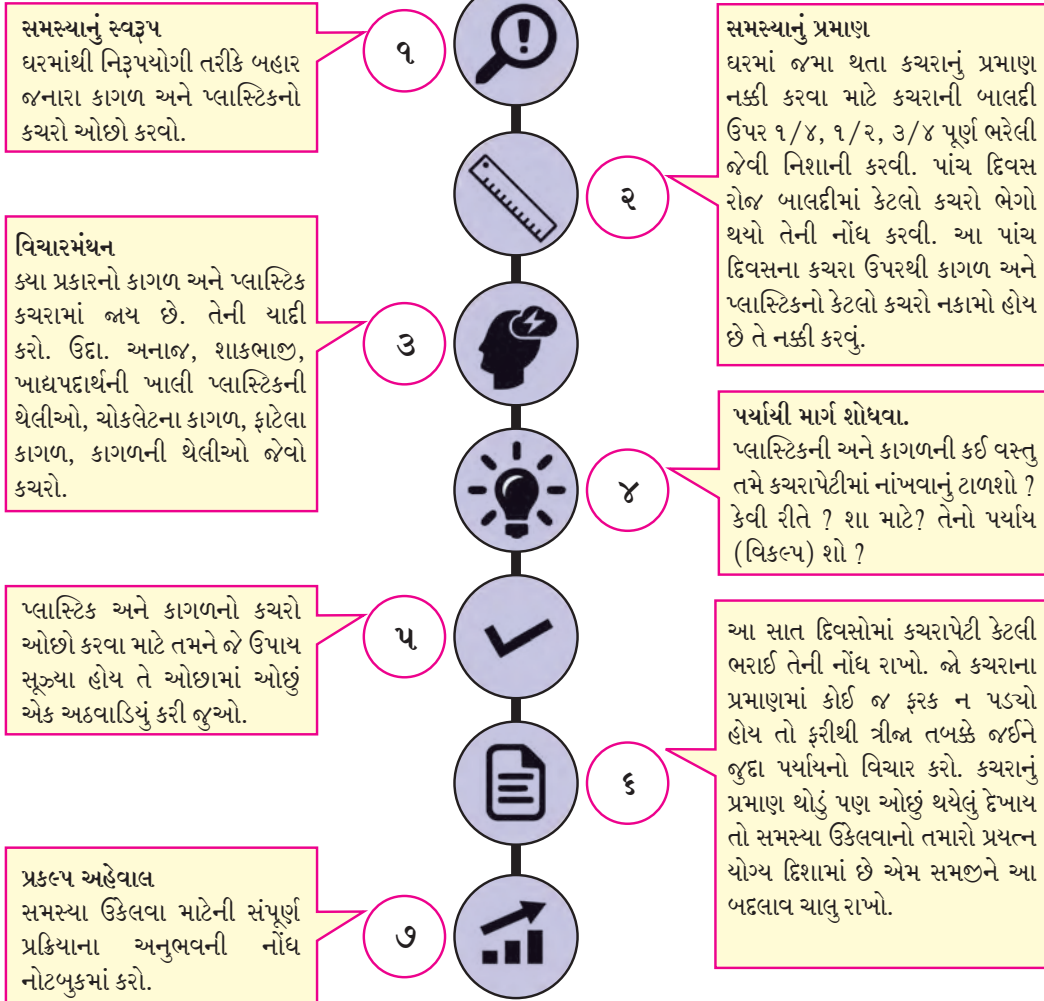 સમસ્યાનું સ્વરૂપ
ઘરમાંથી નિરૂપયોગી તરીકે બહાર
જનારા કાગળ અને પ્લાસ્ટિકનો
કચરો ઓછો કરવો.
૧
સમસ્યાનું પ્રમાણ
ઘરમાં જમા થતા કચરાનું પ્રમાણ
નક્કી કરવા માટે કચરાની બાલદી
ઉપર ૧/૪, ૧/૨, ૩/૪ પૂર્ણ ભરેલી
જેવી નિશાની કરવી. પાંચ દિવસ
રોજ બાલદીમાં કેટલો કચરો ભેગો
થયો તેની નોંધ કરવી. આ પાંચ
દિવસના કચરા ઉપરથી કાગળ અને
પ્લાસ્ટિકનો કેટલો કચરો નકામો હોય
છે તે નક્કી કરવું.
૨
વિચારમંથન
ક્યા પ્રકારનો કાગળ અને પ્લાસ્ટિક
કચરામાં જાય છે. તેની યાદી
કરો. ઉદા. અનાજ, શાકભાજી,
ખાદ્યપદાર્થની ખાલી પ્લાસ્ટિકની
થેલીઓ, ચોકલેટના કાગળ, ફાટેલા
કાગળ, કાગળની થેલીઓ જેવો
કચરો.
૩
પર્યાયી માર્ગ શોધવા.
પ્લાસ્ટિકની અને કાગળની કઈ વસ્તુ
તમે કચરાપેટીમાં નાંખવાનું ટાળશો ?
કેવી રીતે ? શા માટે? તેનો પર્યાય
(વિકલ્પ) શો ?
૪
પ્લાસ્ટિક અને કાગળનો કચરો
ઓછો કરવા માટે તમને જે ઉપાય
સૂઝ્યા હોય તે ઓછામાં ઓછું
એક અઠવાડિયું કરી જુઓ.
૫
આ સાત દિવસોમાં કચરાપેટી કેટલી
ભરાઈ તેની નોંધ રાખો. જો કચરાના
પ્રમાણમાં કોઈ જ ફરક ન પડયો
હોય તો ફરીથી ત્રીજા તબક્કે જઈને
જુદા પર્યાયનો વિચાર કરો. કચરાનું
પ્રમાણ થોડું પણ ઓછું થયેલું દેખાય
તો સમસ્યા ઉકેલવાનો તમારો પ્રયત્ન
યોગ્ય દિશામાં છે એમ સમજીને આ
બદલાવ ચાલુ રાખો.
૬
પ્રકલ્પ અહેવાલ
સમસ્યા ઉકેલવા માટેની સંપૂર્ણ
પ્રક્રિયાના અનુભવની નોંધ
નોટબુકમાં કરો.
૭